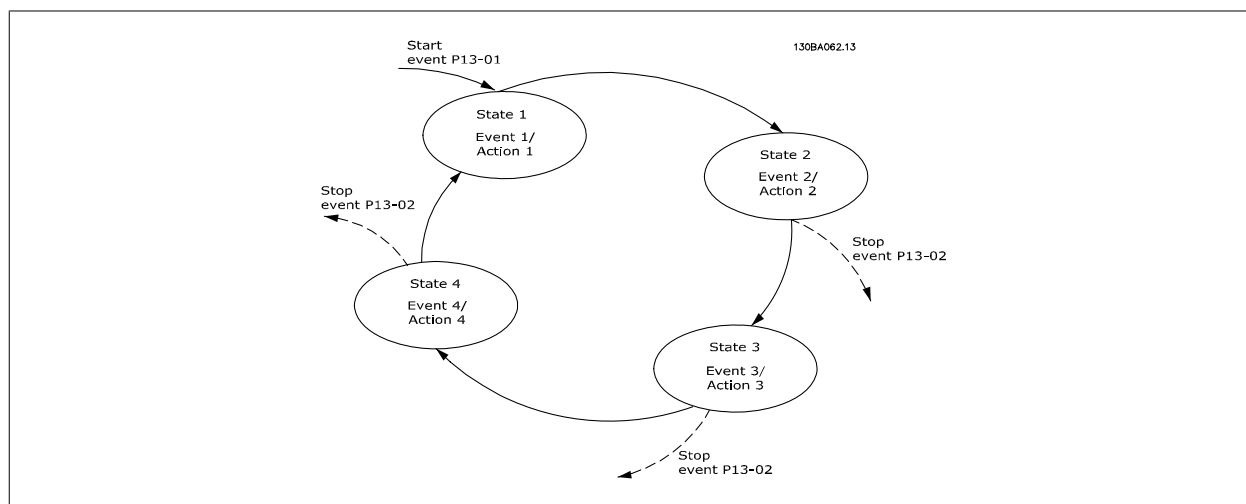 Start
event P13-01
130BA062.13
State 1
Event 1/
Action 1
State 2
Event 2/
Action 2
Stop
event P13-02
Stop
event P13-02
State 4
Event 4/
Action 4
State 3
Event 3/
Action 3
Stop
event P13-02